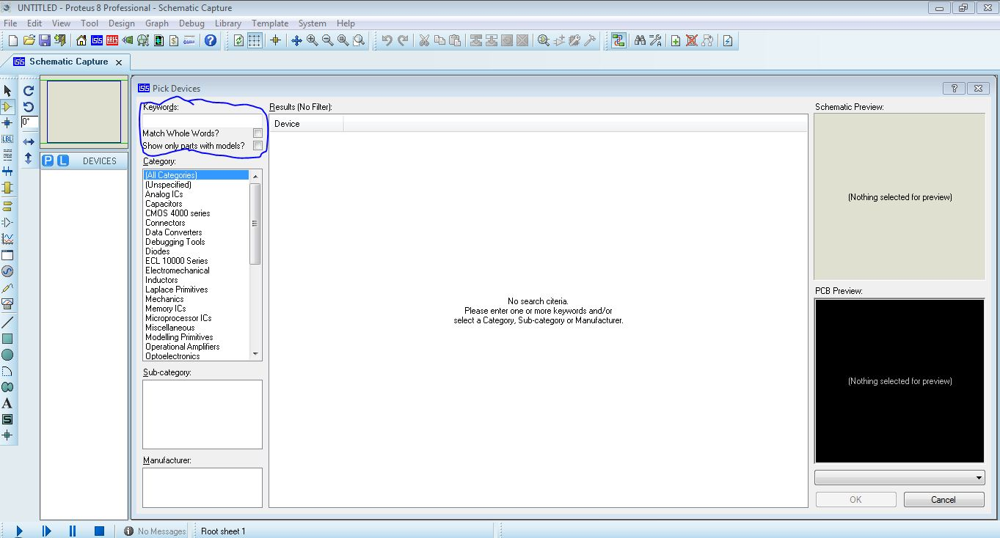 UNTITLED - Proteus 8 Professional - Schematic Capture
File Edit View Tool Design Graph Debug Library Template System Help
ISIS ARES $ ?
ISIS Schematic Capture x
ISIS Pick Devices
Keywords:
Match Whole Words?
Show only parts with models?
Category:
(All Categories)
(Unspecified)
Analog ICs
Capacitors
CMOS 4000 series
Connectors
Data Converters
Debugging Tools
Diodes
ECL 10000 Series
Electromechanical
Inductors
Laplace Primitives
Mechanics
Memory ICs
Microprocessor ICs
Miscellaneous
Modelling Primitives
Operational Amplifiers
Optoelectronics
Sub-category:
Manufacturer:
Results (No Filter):
Device
No search citeria.
Please enter one or more keywords and/or
select a Category, Sub-category or Manufacturer.
Schematic Preview:
(Nothing selected for preview)
PCB Preview:
(Nothing selected for preview)
OK Cancel
0°
LBL
P L DEVICES
A
S
No Messages Root sheet 1